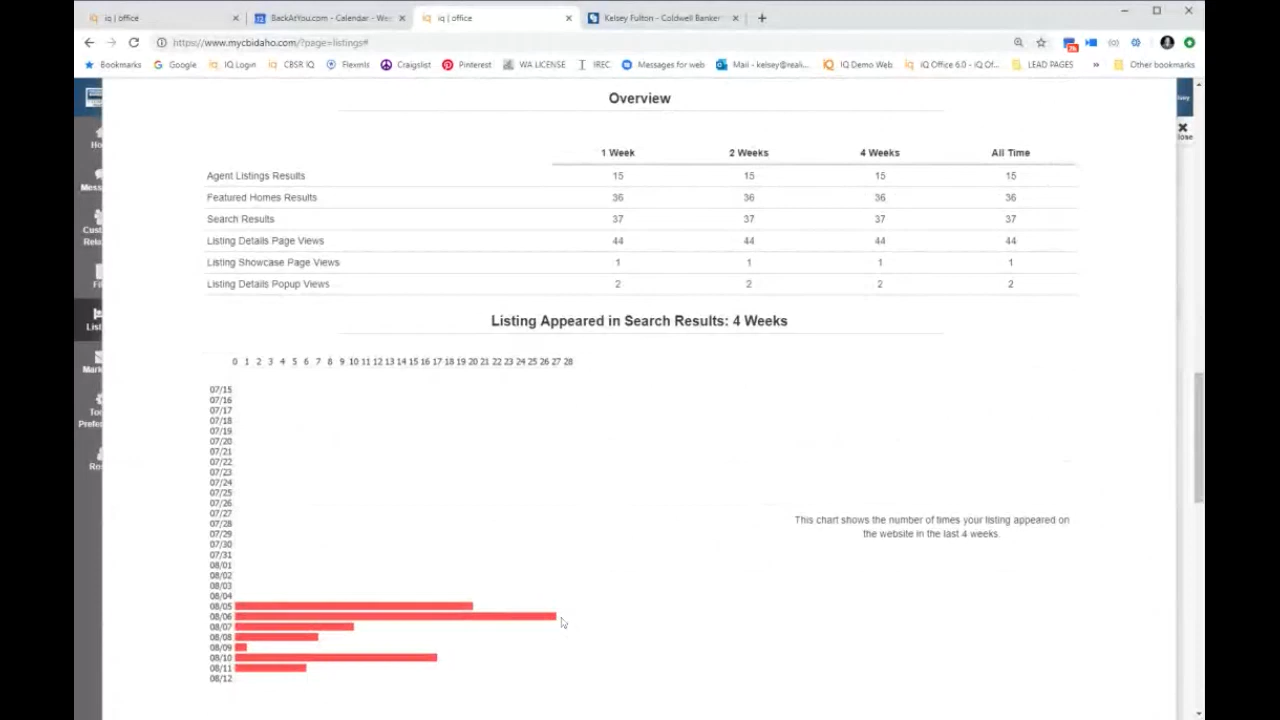 iq | office
BackAtYou.com - Calendar - We
iq | office
Kelsey Fulton - Coldwell Banker
https://www.mycbidaho.com/?page=listings#
Bookmarks Google IQ Login CBSR IQ Flexmls Craigslist Pinterest WA LICENSE IREC Messages for web Mail - kelsey@reali... IQ Demo Web IQ Office 6.0 - IQ Of... LEAD PAGES » Other bookmarks
Overview
1 Week 2 Weeks 4 Weeks All Time
Agent Listings Results 15 15 15 15
Featured Homes Results 36 36 36 36
Search Results 37 37 37 37
Listing Details Page Views 44 44 44 44
Listing Showcase Page Views 1 1 1 1
Listing Details Popup Views 2 2 2 2
Listing Appeared in Search Results: 4 Weeks
0 1 2 3 4 5 6 7 8 9 10 11 12 13 14 15 16 17 18 19 20 21 22 23 24 25 26 27 28
07/15
07/16
07/17
07/18
07/19
07/20
07/21
07/22
07/23
07/24
07/25
07/26
07/27
07/28
07/29
07/30
07/31
08/01
08/02
08/03
08/04
08/05
08/06
08/07
08/08
08/09
08/10
08/11
08/12
This chart shows the number of times your listing appeared on
the website in the last 4 weeks.